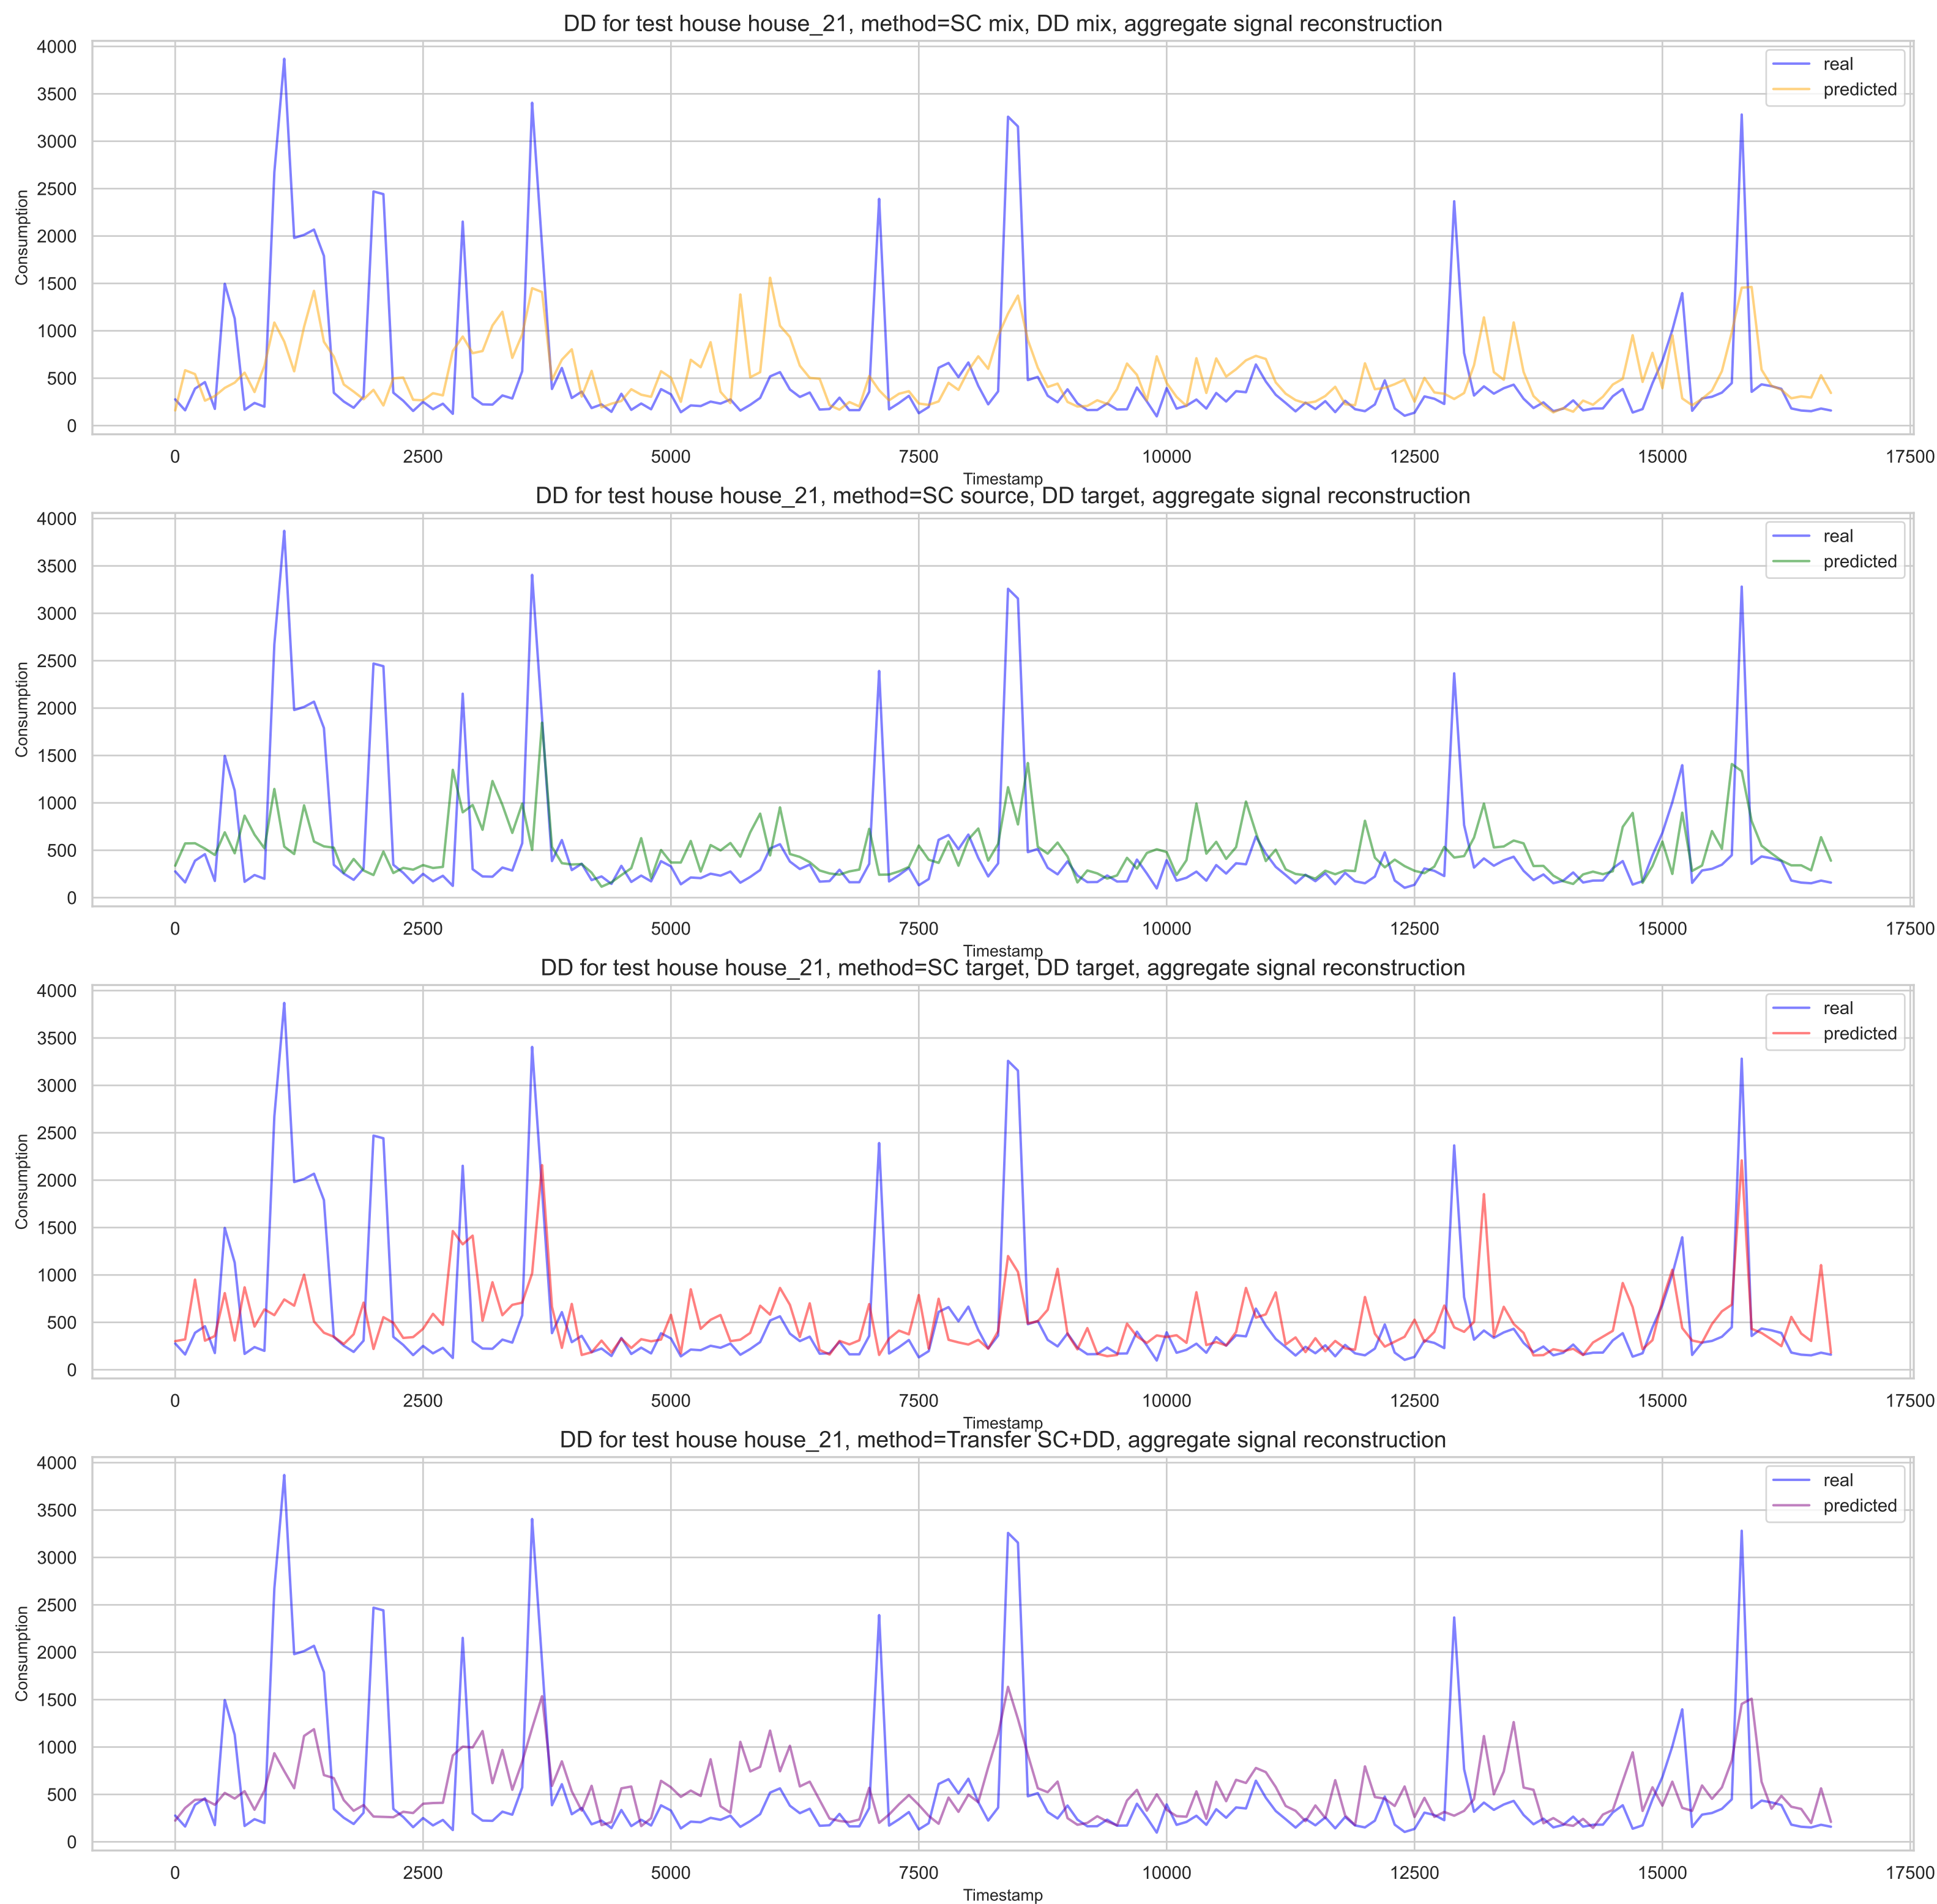 DD for test house house_21, method=SC mix, DD mix, aggregate signal reconstruction
4000
3500
3000
2500
2000
1500
1000
500
0
Consumption
real
predicted
0 2500 5000 7500 10000 12500 15000 17500
Timestamp
DD for test house house_21, method=SC source, DD target, aggregate signal reconstruction
4000
3500
3000
2500
2000
1500
1000
500
0
Consumption
real
predicted
0 2500 5000 7500 10000 12500 15000 17500
Timestamp
DD for test house house_21, method=SC target, DD target, aggregate signal reconstruction
4000
3500
3000
2500
2000
1500
1000
500
0
Consumption
real
predicted
0 2500 5000 7500 10000 12500 15000 17500
Timestamp
DD for test house house_21, method=Transfer SC+DD, aggregate signal reconstruction
4000
3500
3000
2500
2000
1500
1000
500
0
Consumption
real
predicted
0 2500 5000 7500 10000 12500 15000 17500
Timestamp